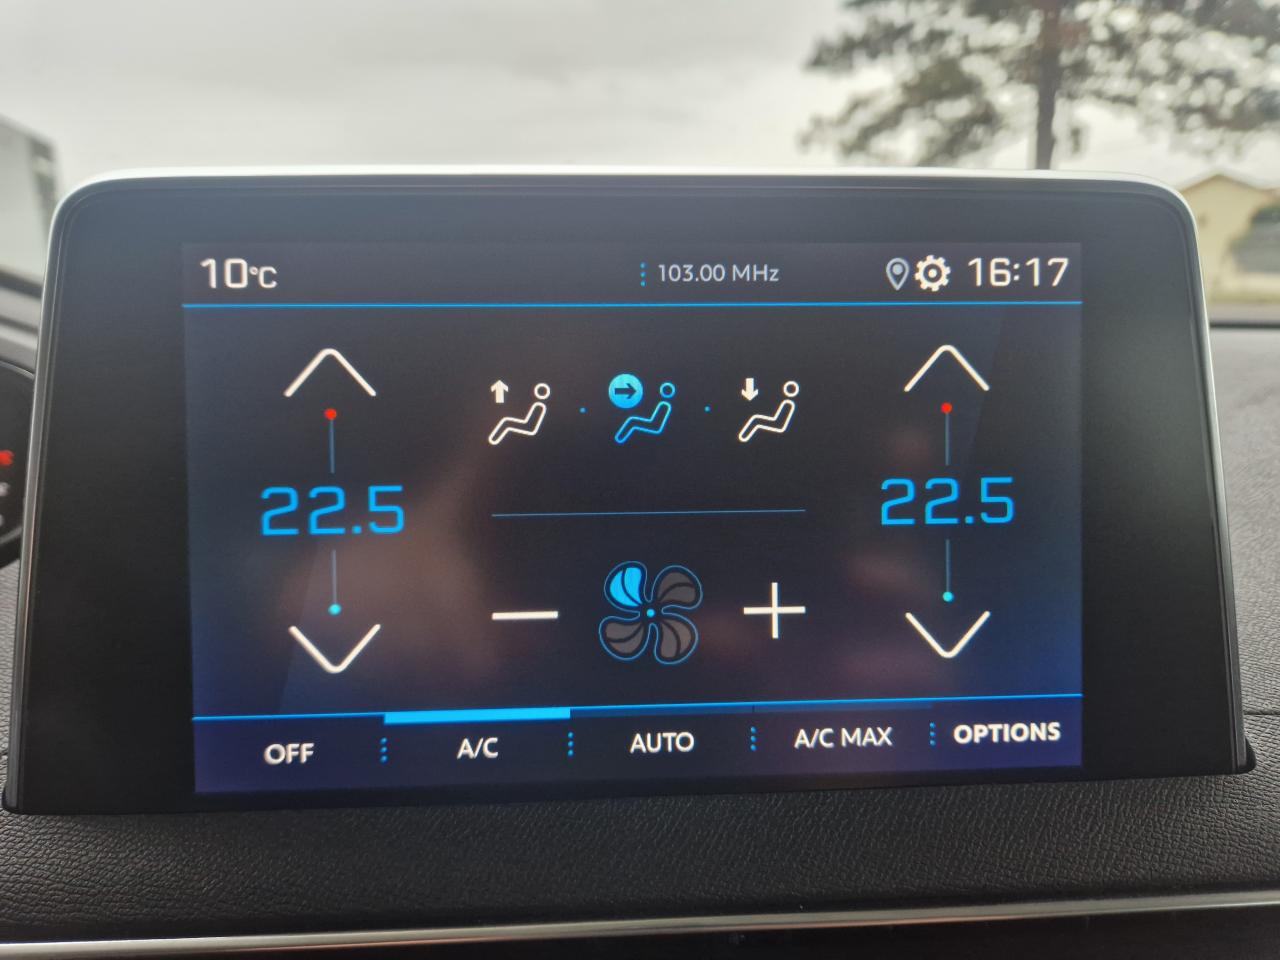 10°C 103.00 MHz 16:17
22.5 22.5
OFF A/C AUTO A/C MAX OPTIONS